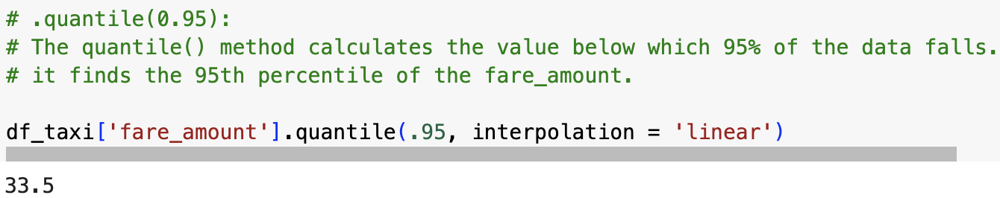 # .quantile(0.95):
# The quantile() method calculates the value below which 95% of the data falls.
# it finds the 95th percentile of the fare_amount.
df_taxi['fare_amount'].quantile(.95, interpolation = 'linear')
33.5